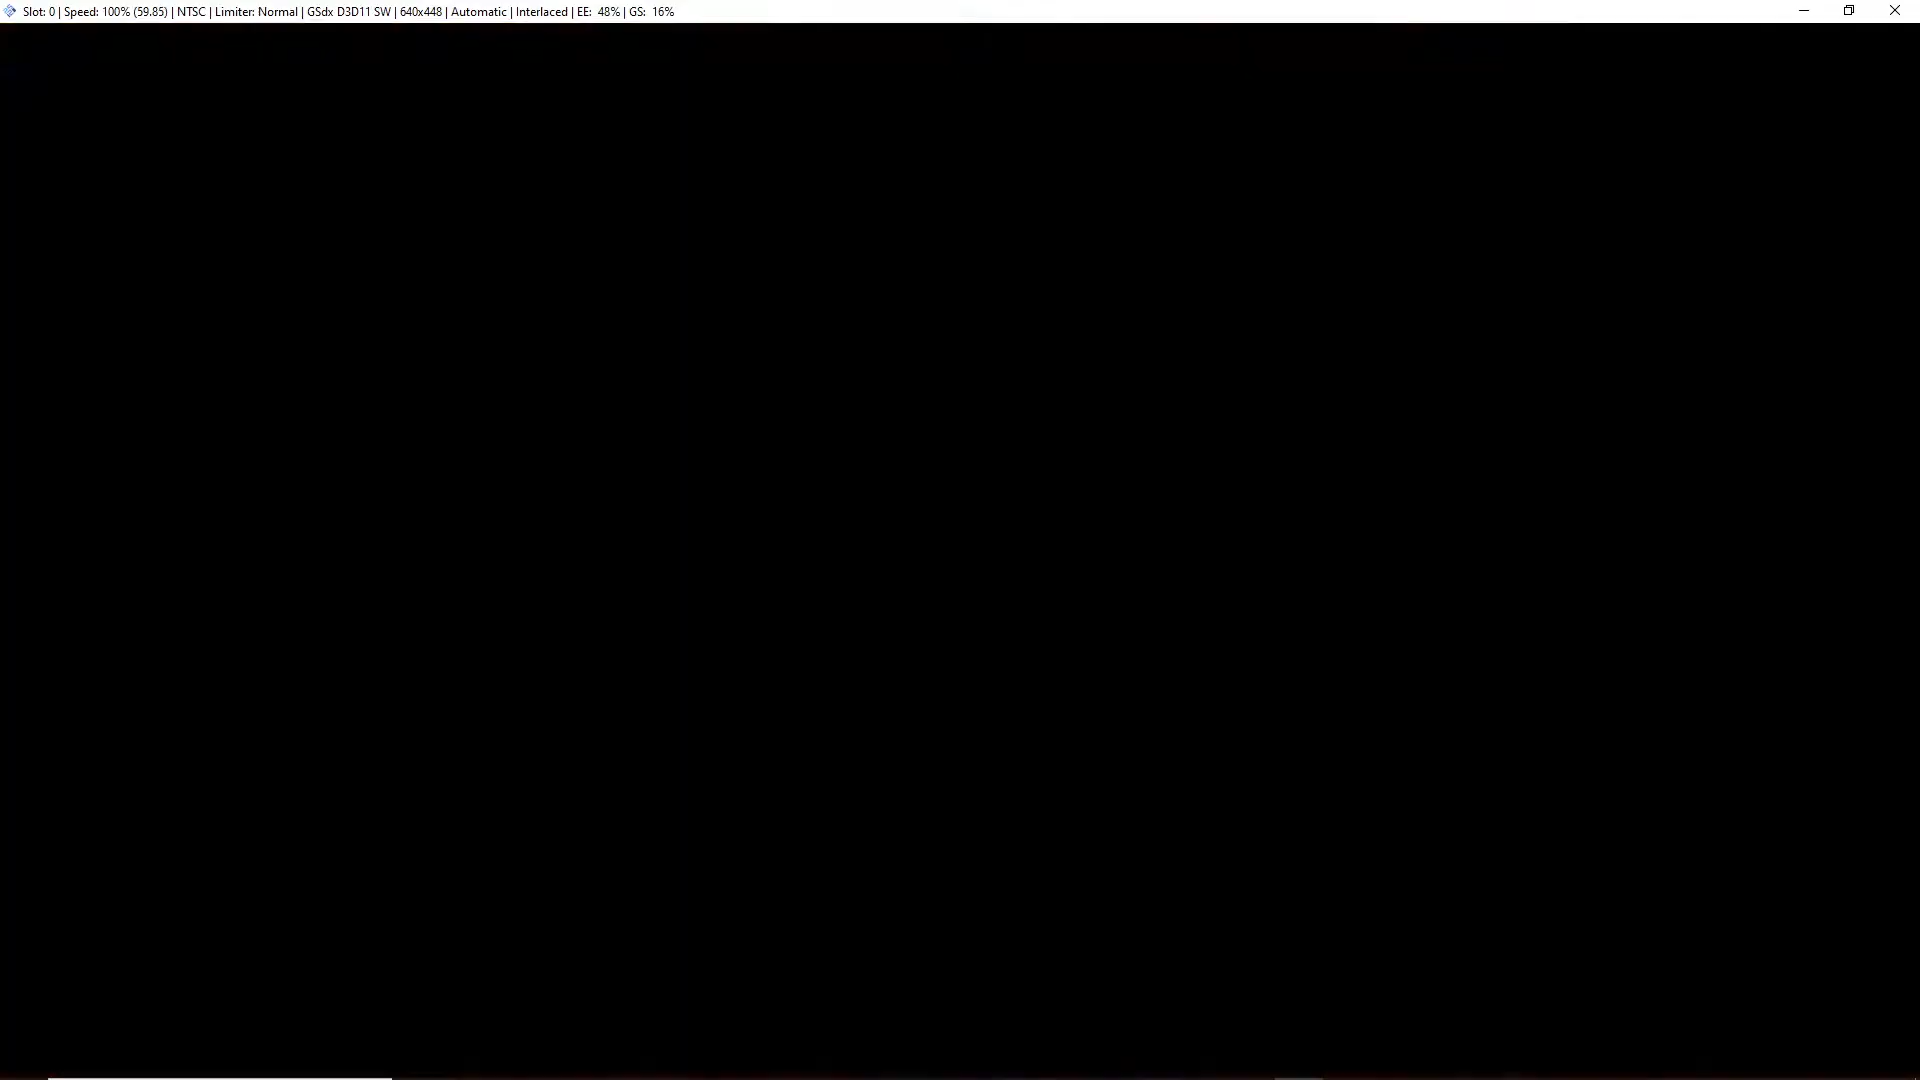 Slot: 0 | Speed: 100% (59.85) | NTSC | Limiter: Normal | GSdx D3D11 SW | 640x448 | Automatic | Interlaced | EE: 48% | GS: 16%